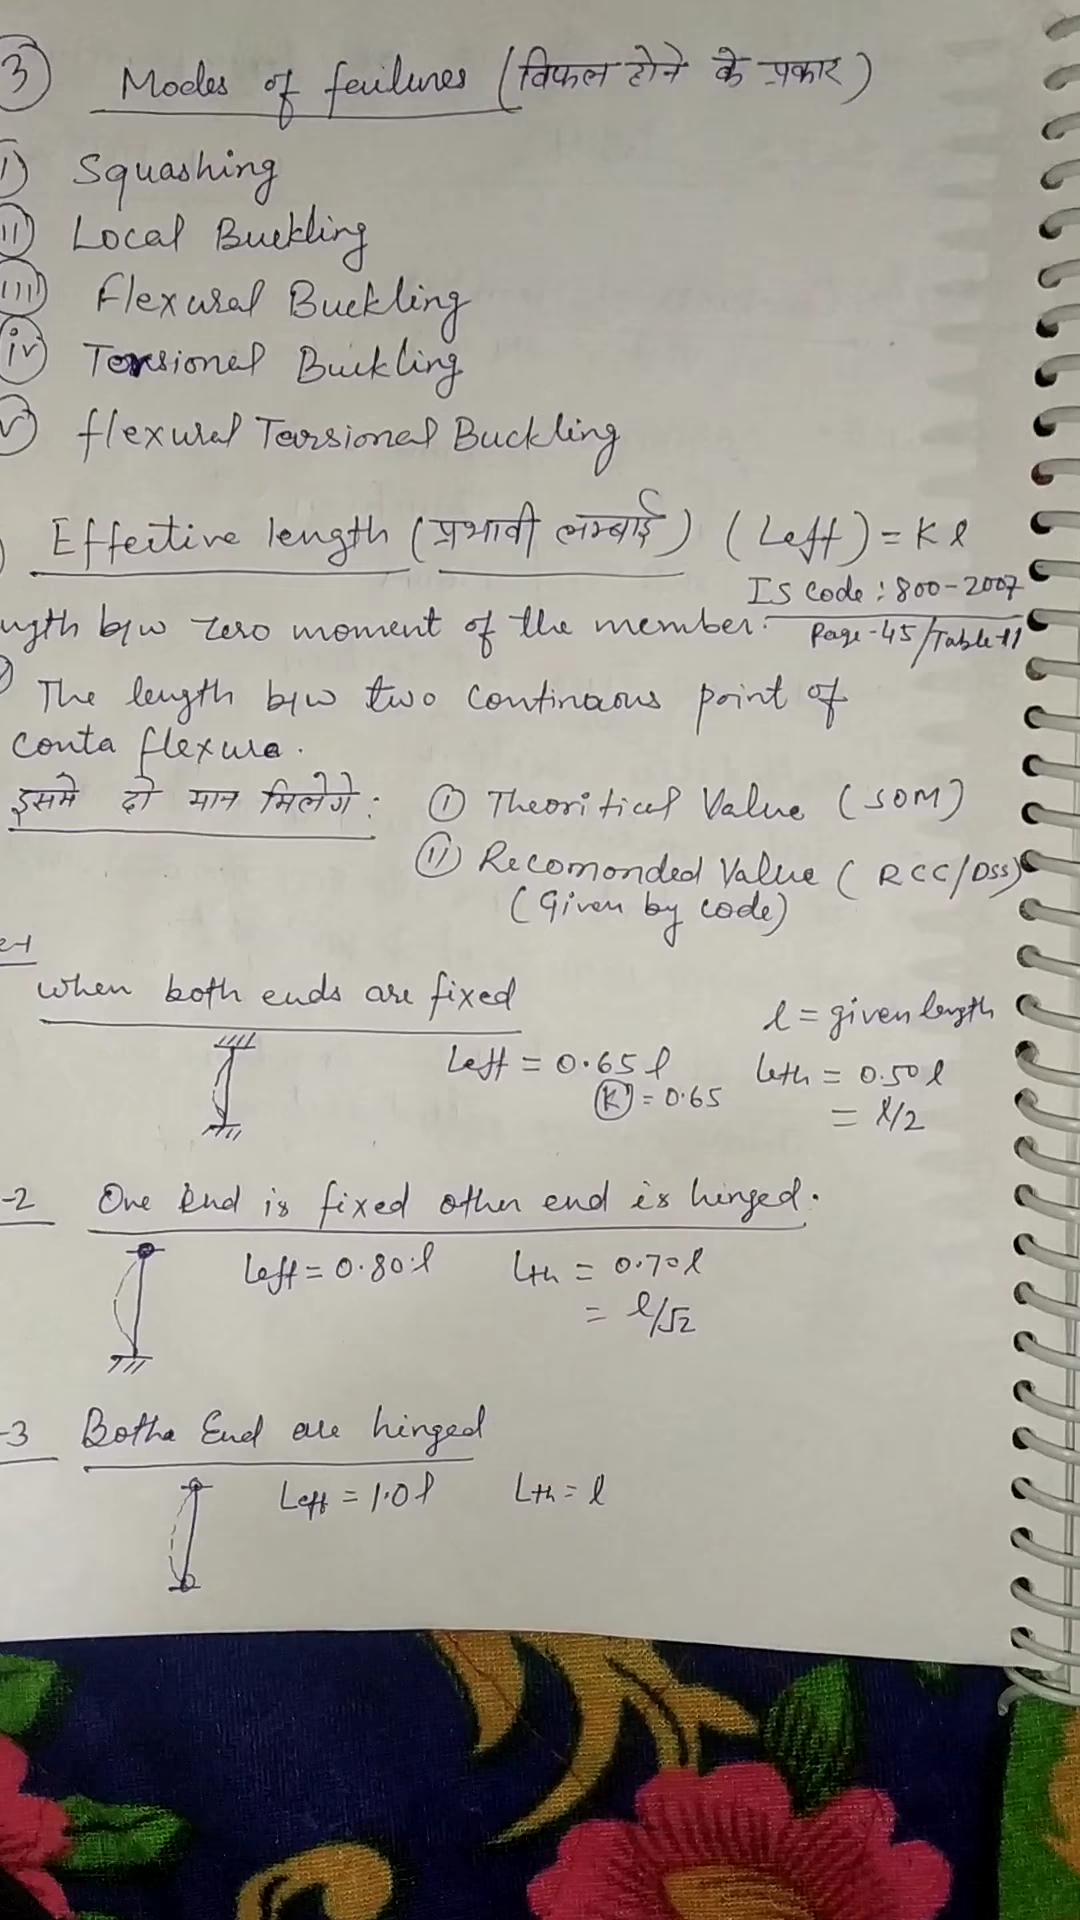 3 Modes of failures (विफल होने के प्रकार)
i) Squashing
ii) Local Buckling
iii) Flexural Buckling
iv) Torsional Buckling
v) flexural Torsional Buckling
Effective length (प्रभावी लम्बाई) (Leff) = K l
IS Code : 800-2007
ngth b/w zero moment of the member. Page-45/Table-11
The length b/w two continuous point of
conta flexure.
इसमे दो मान मिलेगे : (i) Theoritical Value (SOM)
(ii) Recomonded Value (RCC/DSS)
(Given by code)
e-1
when both ends are fixed
l = given length
Leff = 0.65 l Leth = 0.50 l
K = 0.65 = l/2
-2 One End is fixed other end is hinged.
Leff = 0.80 l Lth = 0.70 l
= l/√2
-3 Bothe End are hinged
Leff = 1.0 l Lth = l